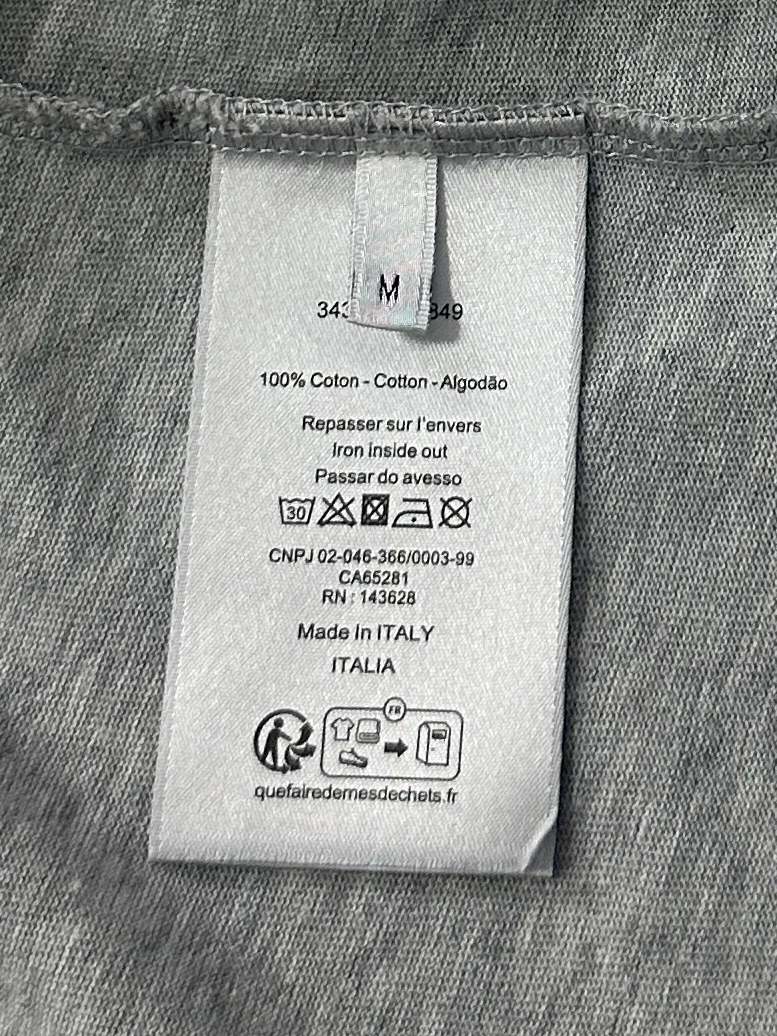 M
343 849
100% Coton - Cotton - Algodão
Repasser sur l'envers
Iron inside out
Passar do avesso
30
CNPJ 02-046-366/0003-99
CA65281
RN : 143628
Made in ITALY
ITALIA
FR
quefairedemesdechets.fr